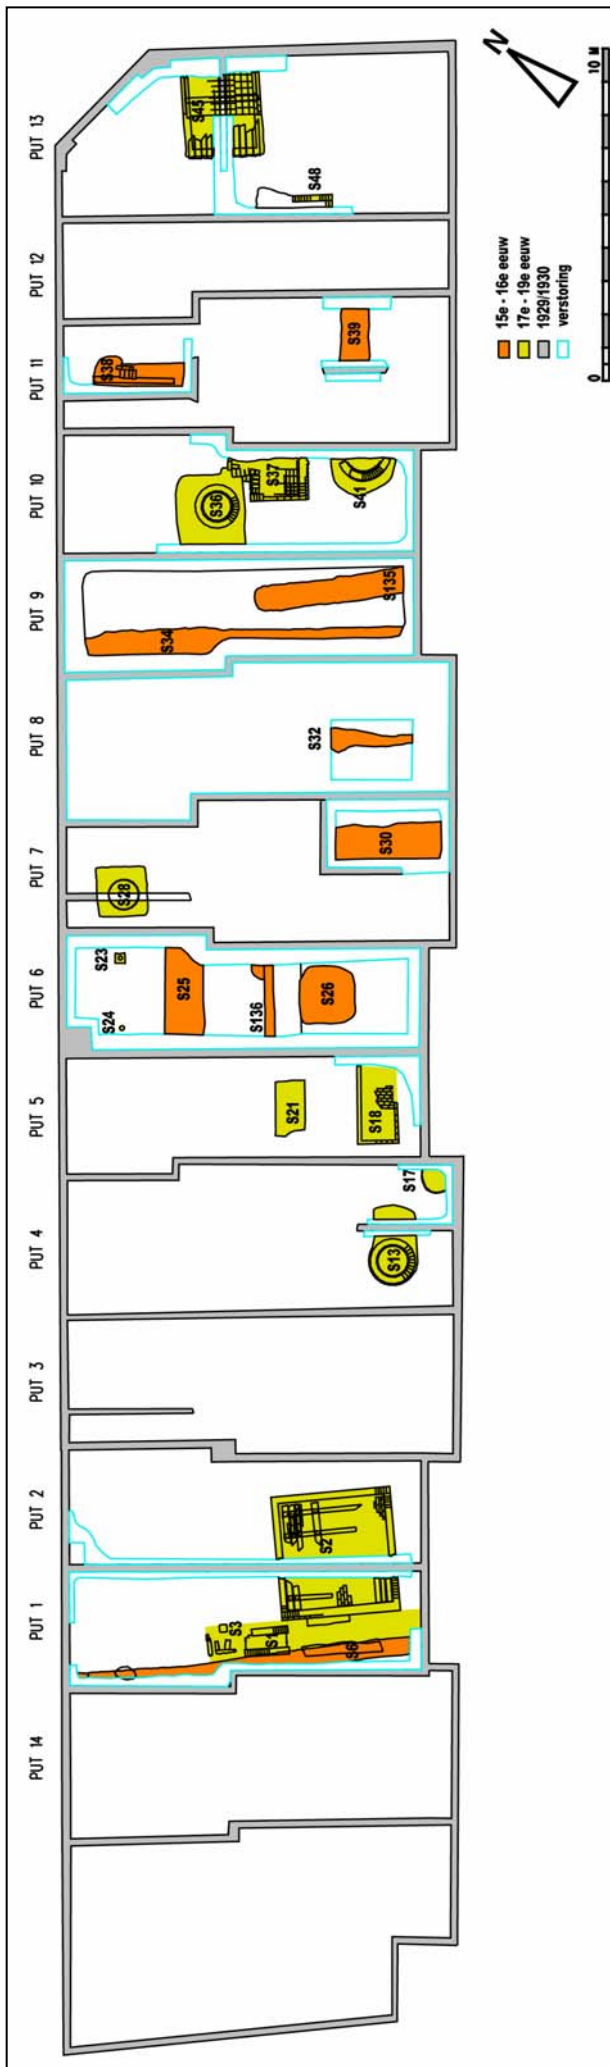 PUT 14
PUT 1
PUT 2
PUT 3
PUT 4
PUT 5
PUT 6
PUT 7
PUT 8
PUT 9
PUT 10
PUT 11
PUT 12
PUT 13
S6
S1
S3
S2
S13
S17
S18
S21
S24
S23
S25
S136
S26
S28
S30
S32
S34
S135
S36
S37
S41
S38
S39
S45
S48
N
15e - 16e eeuw
17e - 19e eeuw
1929/1930
verstoring
0
10 M